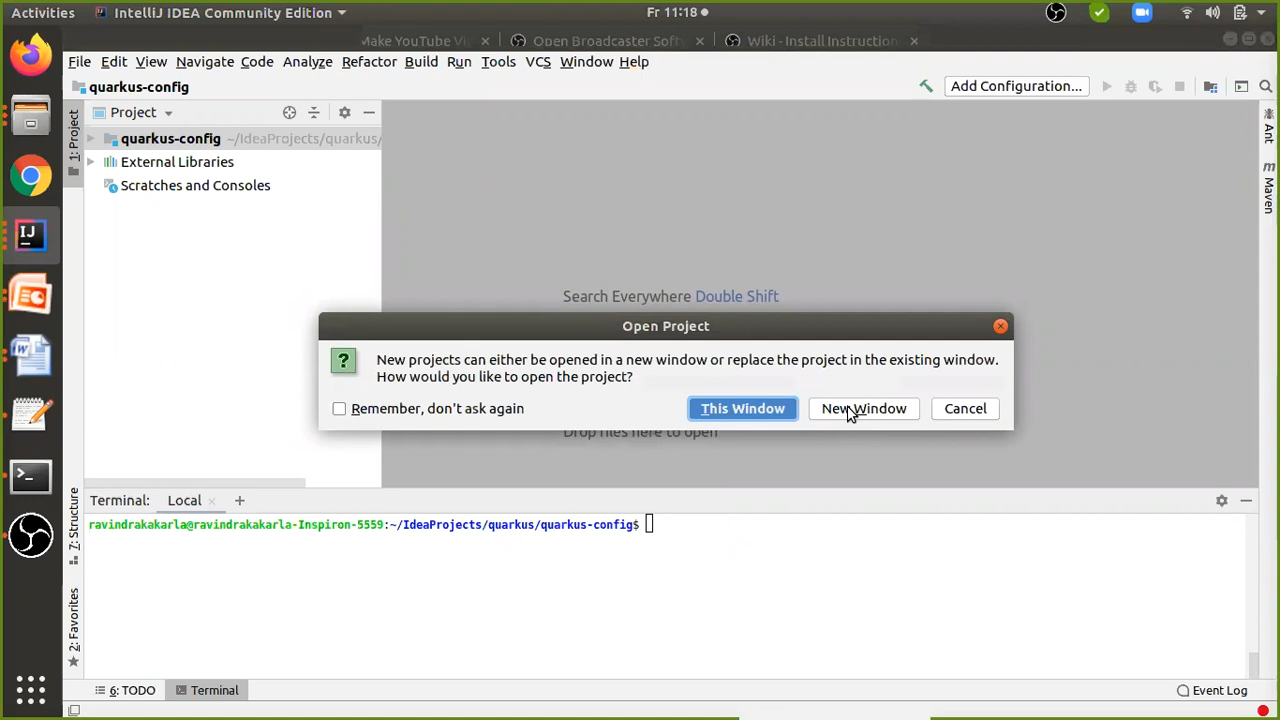 Activities
IntelliJ IDEA Community Edition
Fr 11:18
Make YouTube Vi
Open Broadcaster Soft
Wiki - Install Instruction
File Edit View Navigate Code Analyze Refactor Build Run Tools VCS Window Help
quarkus-config
Add Configuration...
1: Project
Project
quarkus-config ~/IdeaProjects/quarkus/
External Libraries
Scratches and Consoles
Ant
Maven
Search Everywhere Double Shift
Open Project
New projects can either be opened in a new window or replace the project in the existing window.
How would you like to open the project?
Remember, don't ask again
This Window
New Window
Cancel
Drop files here to open
Terminal: Local +
ravindrakakarla@ravindrakakarla-Inspiron-5559:~/IdeaProjects/quarkus/quarkus-config$
7: Structure
2: Favorites
6: TODO
Terminal
Event Log